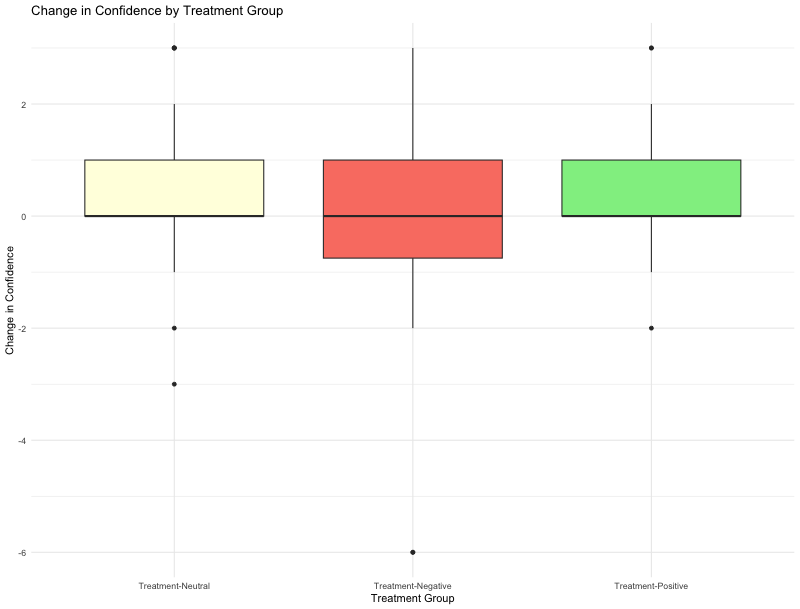 Change in Confidence by Treatment Group
Change in Confidence
2
0
-2
-4
-6
Treatment-Neutral
Treatment-Negative
Treatment-Positive
Treatment Group